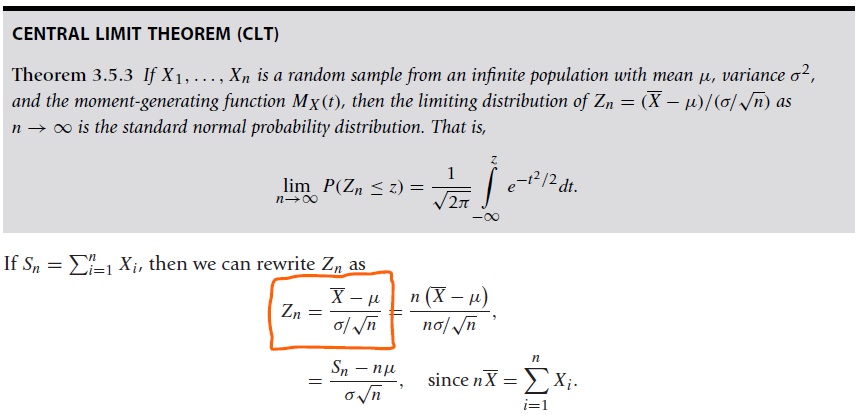 CENTRAL LIMIT THEOREM (CLT)
Theorem 3.5.3 If X₁, . . . , Xₙ is a random sample from an infinite population with mean μ, variance σ²,
and the moment-generating function M_X(t), then the limiting distribution of Zₙ = (X̅ − μ)/(σ/√n) as
n → ∞ is the standard normal probability distribution. That is,
lim_{n→∞} P(Zₙ ≤ z) = 1/√(2π) ∫_{−∞}^{z} e^{−t²/2} dt.
If Sₙ = ∑ⁿᵢ₌₁ Xᵢ, then we can rewrite Zₙ as
Zₙ = (X̅ − μ)/(σ/√n) = n (X̅ − μ)/(nσ/√n),
= (Sₙ − nμ)/(σ√n), since nX̅ = ∑ⁿᵢ₌₁ Xᵢ.